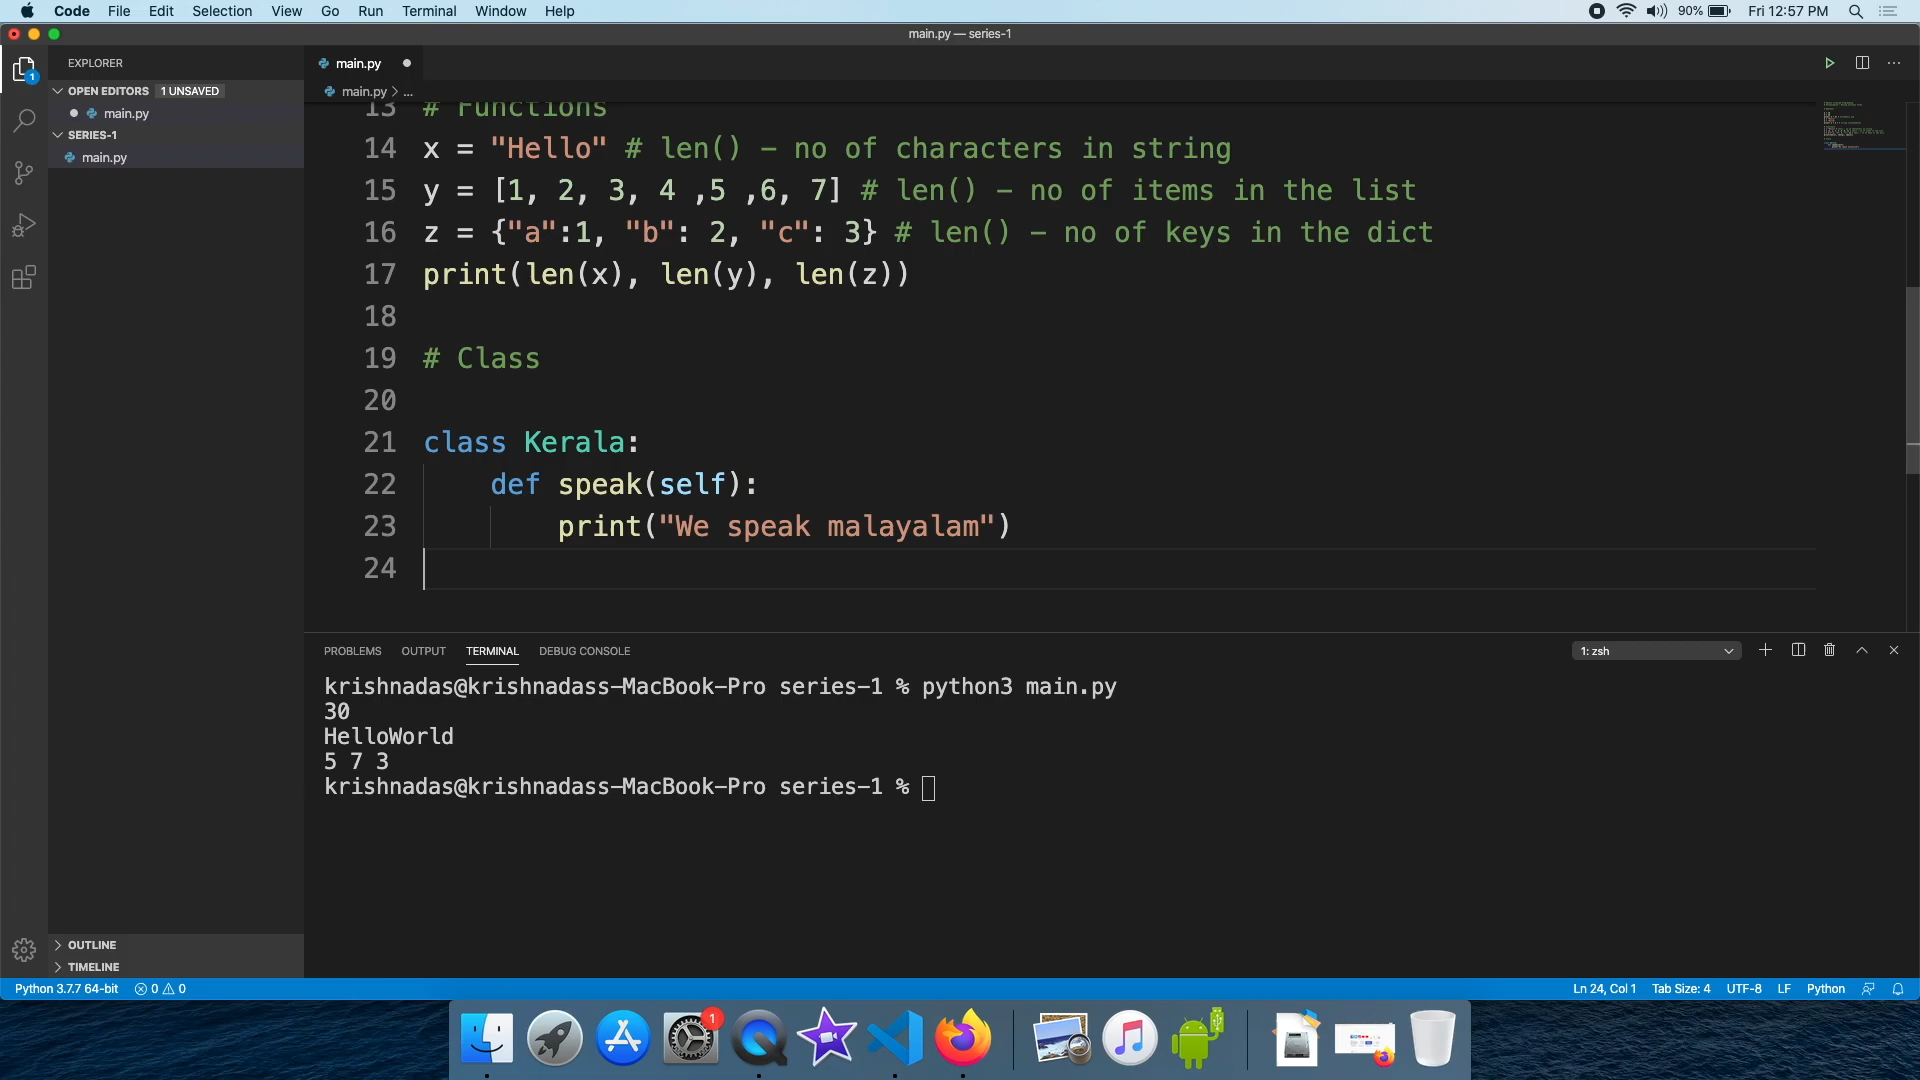 Code File Edit Selection View Go Run Terminal Window Help 90% Fri 12:57 PM
main.py — series-1
EXPLORER
1
OPEN EDITORS 1 UNSAVED
main.py
SERIES-1
main.py
main.py
main.py > ...
13 # Functions
14 x = "Hello" # len() – no of characters in string
15 y = [1, 2, 3, 4 ,5 ,6, 7] # len() – no of items in the list
16 z = {"a":1, "b": 2, "c": 3} # len() – no of keys in the dict
17 print(len(x), len(y), len(z))
18
19 # Class
20
21 class Kerala:
22 def speak(self):
23 print("We speak malayalam")
24
PROBLEMS OUTPUT TERMINAL DEBUG CONSOLE 1: zsh
krishnadas@krishnadass-MacBook-Pro series-1 % python3 main.py
30
HelloWorld
5 7 3
krishnadas@krishnadass-MacBook-Pro series-1 %
OUTLINE
TIMELINE
Python 3.7.7 64-bit 0 0 Ln 24, Col 1 Tab Size: 4 UTF-8 LF Python
1